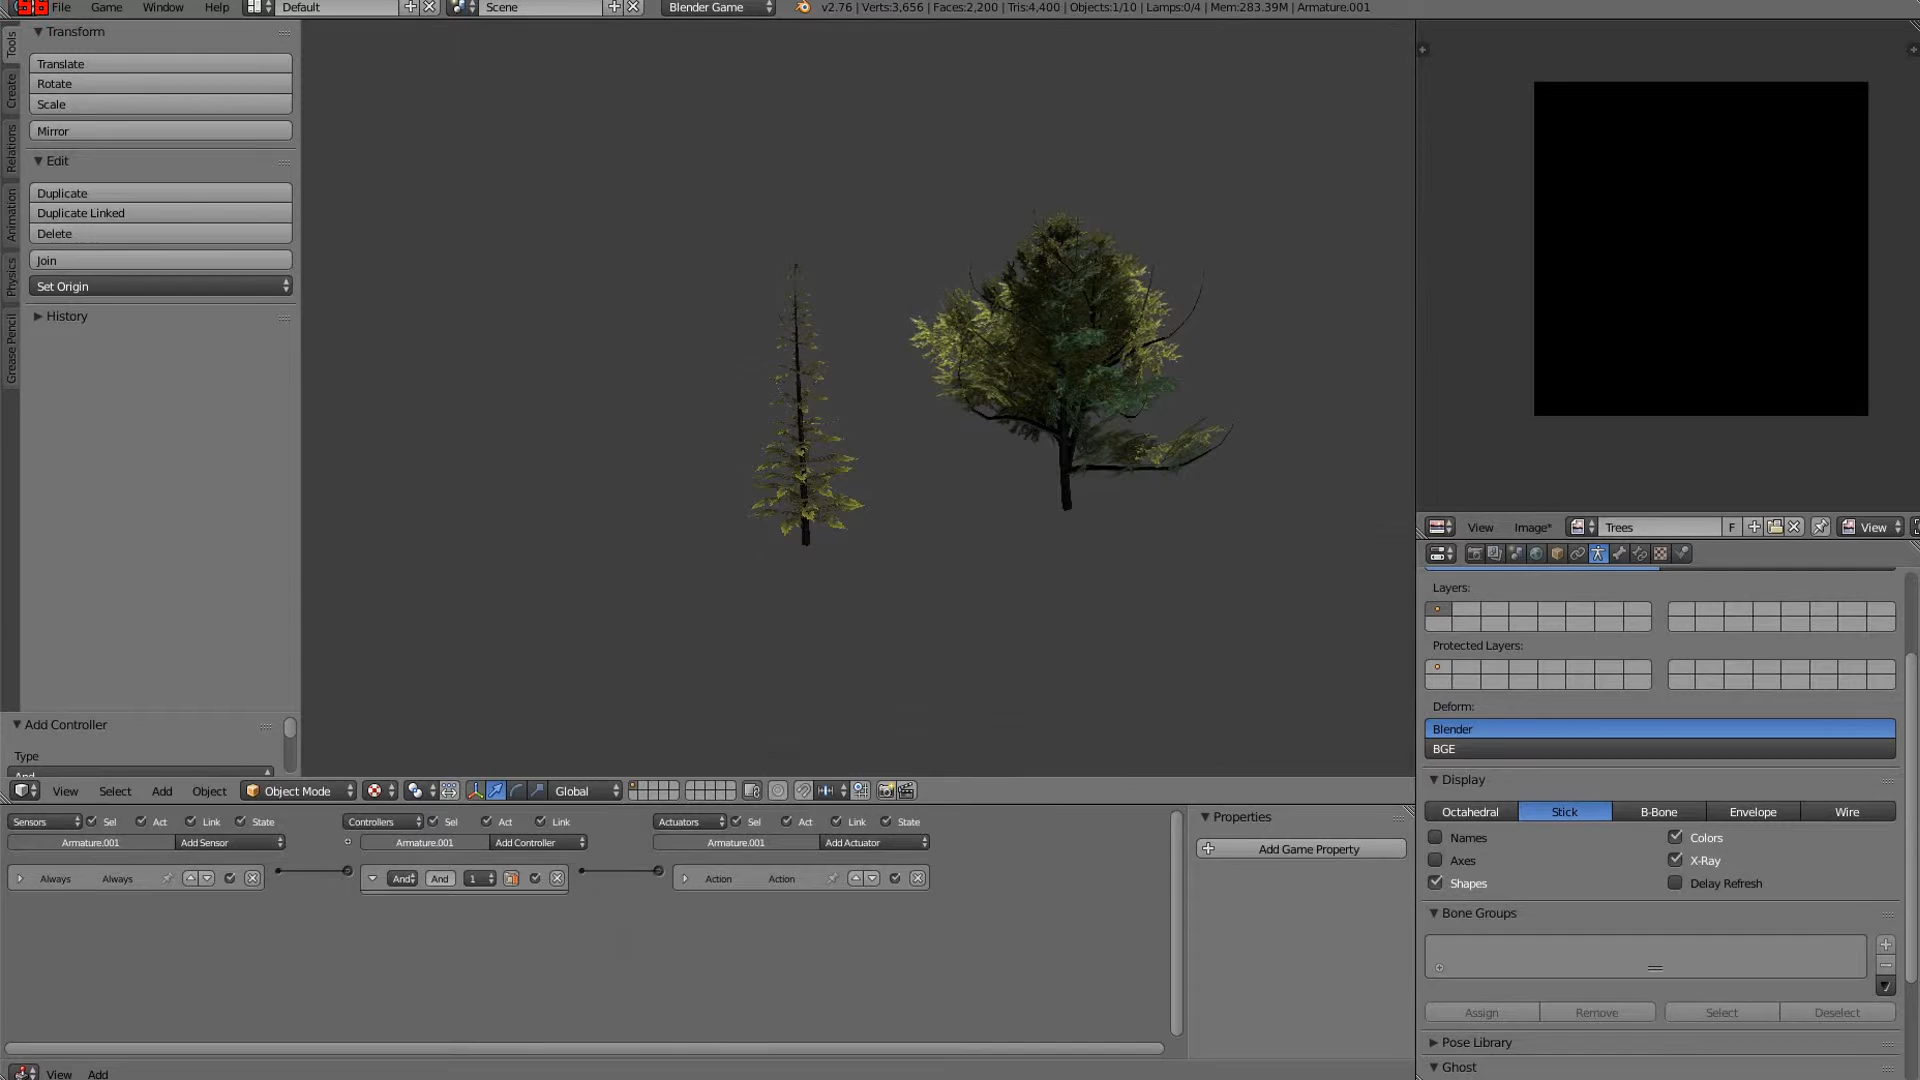 File Game Window Help Default Scene Blender Game v2.76 | Verts:3,656 | Faces:2,200 | Tris:4,400 | Objects:1/10 | Lamps:0/4 | Mem:283.39M | Armature.001
Tools
Create
Relations
Animation
Physics
Grease Pencil
Transform
Translate
Rotate
Scale
Mirror
Edit
Duplicate
Duplicate Linked
Delete
Join
Set Origin
History
Add Controller
Type
And
View Select Add Object Object Mode Global
Sensors Sel Act Link State
Armature.001 Add Sensor
Always Always
Controllers Sel Act Link
Armature.001 Add Controller
And And 1
Actuators Sel Act Link State
Armature.001 Add Actuator
Action Action
View Add
Properties
Add Game Property
View Image* Trees F View
Layers:
Protected Layers:
Deform:
Blender
BGE
Display
Octahedral Stick B-Bone Envelope Wire
Names Colors
Axes X-Ray
Shapes Delay Refresh
Bone Groups
Assign Remove Select Deselect
Pose Library
Ghost